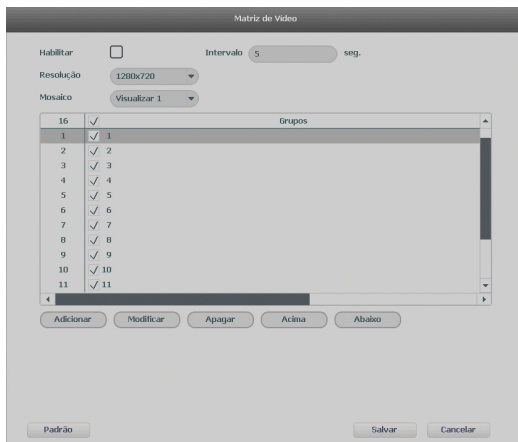 Matriz de Vídeo
Habilitar Intervalo 5 seg.
Resolução 1280x720
Mosaico Visualizar 1
16 Grupos
1 1
2 2
3 3
4 4
5 5
6 6
7 7
8 8
9 9
10 10
11 11
Adicionar Modificar Apagar Acima Abaixo
Padrão Salvar Cancelar